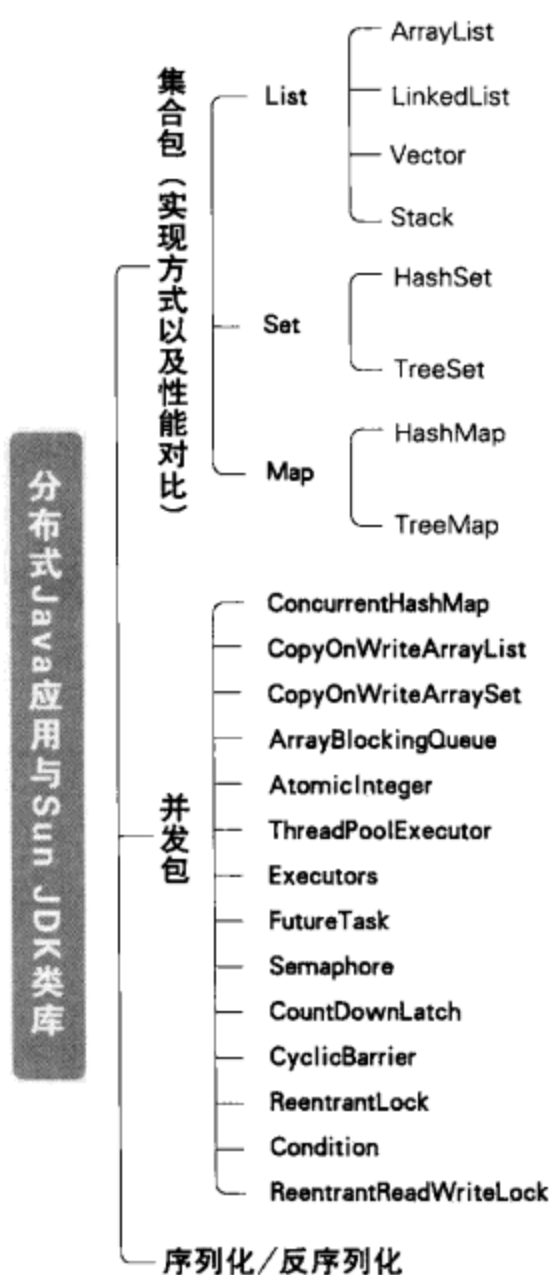 分布式Java应用与Sun JDK类库
集合包（实现方式以及性能对比）
List
ArrayList
LinkedList
Vector
Stack
Set
HashSet
TreeSet
Map
HashMap
TreeMap
并发包
ConcurrentHashMap
CopyOnWriteArrayList
CopyOnWriteArraySet
ArrayBlockingQueue
AtomicInteger
ThreadPoolExecutor
Executors
FutureTask
Semaphore
CountDownLatch
CyclicBarrier
ReentrantLock
Condition
ReentrantReadWriteLock
序列化/反序列化